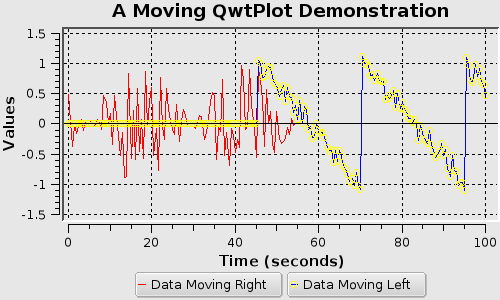 A Moving QwtPlot Demonstration
1.5
1
0.5
0
-0.5
-1
-1.5
Values
0 20 40 60 80 100
Time (seconds)
Data Moving Right Data Moving Left